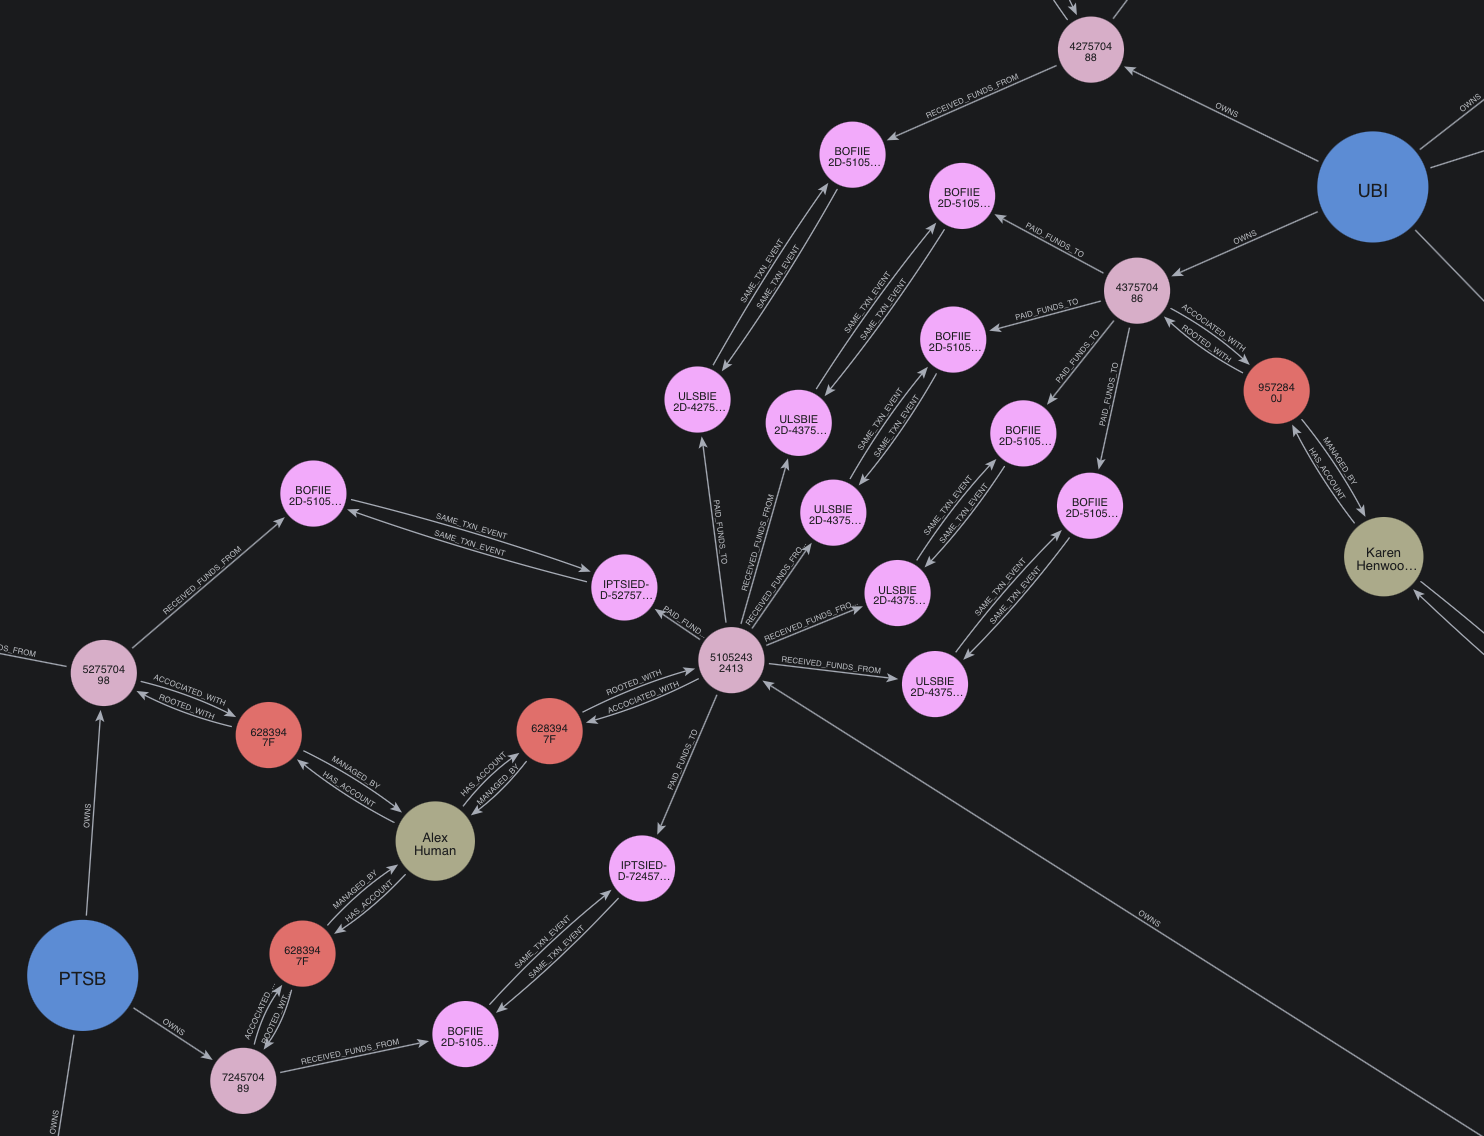 4275704
88
RECEIVED_FUNDS_FROM
OWNS
OWNS
BOFIIE
2D-5105…
UBI
BOFIIE
2D-5105…
PAID_FUNDS_TO
OWNS
SAME_TXN_EVENT
SAME_TXN_EVENT
4375704
86
SAME_TXN_EVENT
SAME_TXN_EVENT
PAID_FUNDS_TO
ACCOCIATED_WITH
ROOTED_WITH
BOFIIE
2D-5105…
PAID_FUNDS_TO
PAID_FUNDS_TO
957284
0J
ULSBIE
2D-4275…
ULSBIE
2D-4375…
SAME_TXN_EVENT
SAME_TXN_EVENT
BOFIIE
2D-5105…
MANAGED_BY
HAS_ACCOUNT
BOFIIE
2D-5105…
ULSBIE
2D-4375…
SAME_TXN_EVENT
SAME_TXN_EVENT
BOFIIE
2D-5105…
SAME_TXN_EVENT
SAME_TXN_EVENT
PAID_FUNDS_TO
RECEIVED_FUNDS_FROM
RECEIVED_FUNDS_FRO…
Karen
Henwoo…
RECEIVED_FUNDS_FROM
IPTSIED-
D-52757…
ULSBIE
2D-4375…
SAME_TXN_EVENT
SAME_TXN_EVENT
PAID_FUND…
RECEIVED_FUNDS_FRO…
DS_FROM
5275704
98
5105243
2413
RECEIVED_FUNDS_FROM
ULSBIE
2D-4375…
ACCOCIATED_WITH
ROOTED_WITH
ROOTED_WITH
ACCOCIATED_WITH
628394
7F
628394
7F
MANAGED_BY
HAS_ACCOUNT
HAS_ACCOUNT
MANAGED_BY
PAID_FUNDS_TO
OWNS
Alex
Human
MANAGED_BY
HAS_ACCOUNT
IPTSIED-
D-72457…
OWNS
628394
7F
SAME_TXN_EVENT
SAME_TXN_EVENT
PTSB
ACCOCIATED…
ROOTED_WIT…
OWNS
BOFIIE
2D-5105…
RECEIVED_FUNDS_FROM
7245704
89
OWNS